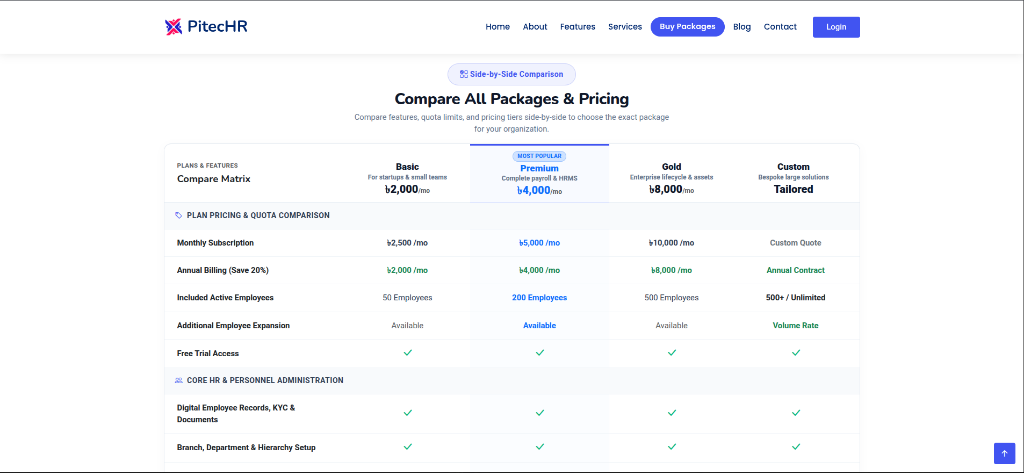 PitecHR
Home About Features Services Buy Packages Blog Contact Login
Side-by-Side Comparison
Compare All Packages & Pricing
Compare features, quota limits, and pricing tiers side-by-side to choose the exact package
for your organization.
PLANS & FEATURES
Compare Matrix
Basic
For startups & small teams
৳2,000/mo
MOST POPULAR
Premium
Complete payroll & HRMS
৳4,000/mo
Gold
Enterprise lifecycle & assets
৳8,000/mo
Custom
Bespoke large solutions
Tailored
PLAN PRICING & QUOTA COMPARISON
Monthly Subscription ৳2,500 /mo ৳5,000 /mo ৳10,000 /mo Custom Quote
Annual Billing (Save 20%) ৳2,000 /mo ৳4,000 /mo ৳8,000 /mo Annual Contract
Included Active Employees 50 Employees 200 Employees 500 Employees 500+ / Unlimited
Additional Employee Expansion Available Available Available Volume Rate
Free Trial Access
CORE HR & PERSONNEL ADMINISTRATION
Digital Employee Records, KYC &
Documents
Branch, Department & Hierarchy Setup